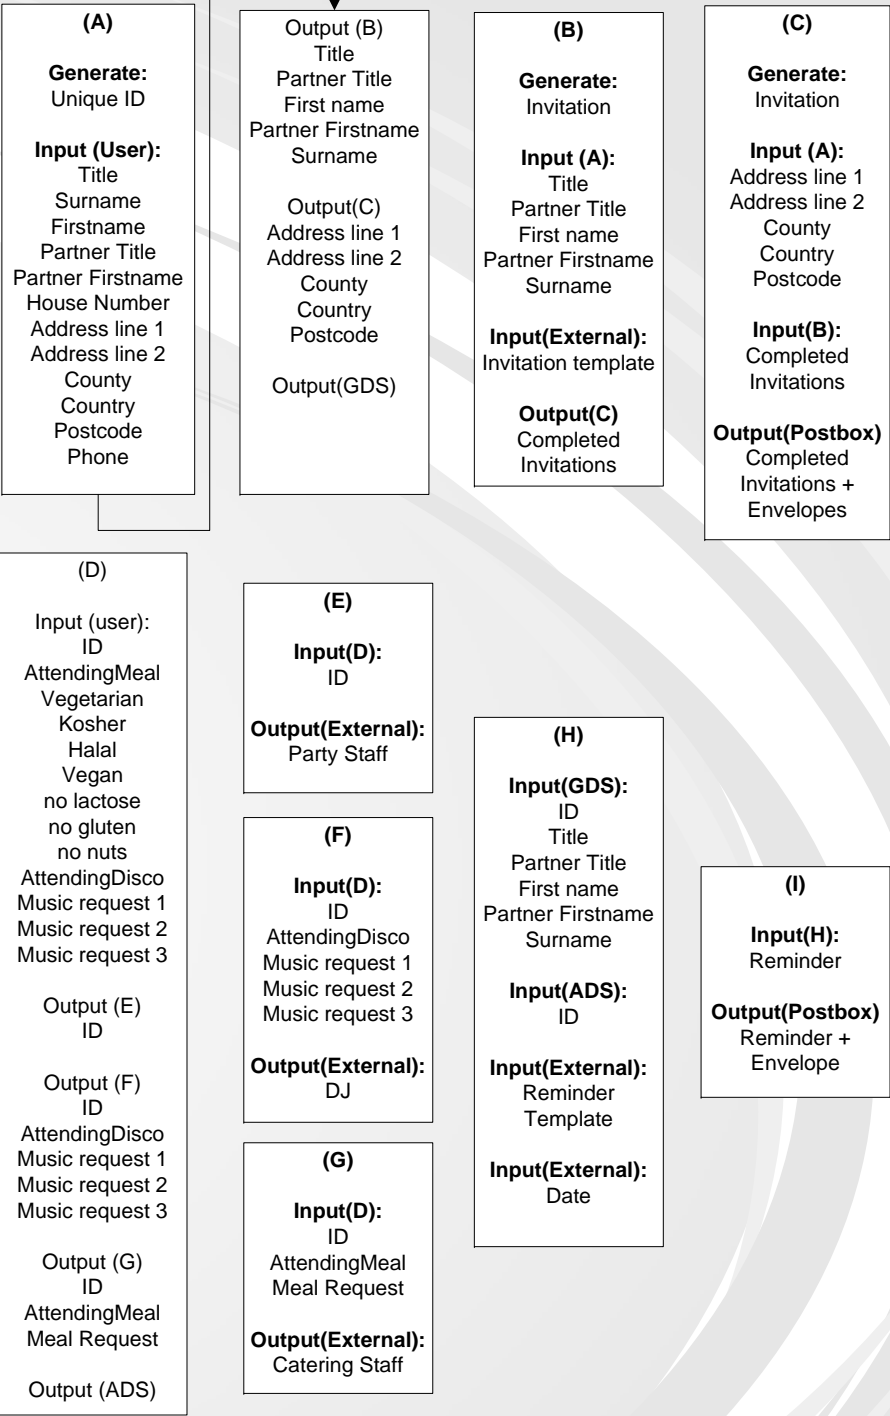 (A)
Generate:
Unique ID
Input (User):
Title
Surname
Firstname
Partner Title
Partner Firstname
House Number
Address line 1
Address line 2
County
Country
Postcode
Phone
Output (B)
Title
Partner Title
First name
Partner Firstname
Surname
Output(C)
Address line 1
Address line 2
County
Country
Postcode
Output(GDS)
(B)
Generate:
Invitation
Input (A):
Title
Partner Title
First name
Partner Firstname
Surname
Input(External):
Invitation template
Output(C)
Completed
Invitations
(C)
Generate:
Invitation
Input (A):
Address line 1
Address line 2
County
Country
Postcode
Input(B):
Completed
Invitations
Output(Postbox)
Completed
Invitations +
Envelopes
(D)
Input (user):
ID
AttendingMeal
Vegetarian
Kosher
Halal
Vegan
no lactose
no gluten
no nuts
AttendingDisco
Music request 1
Music request 2
Music request 3
Output (E)
ID
Output (F)
ID
AttendingDisco
Music request 1
Music request 2
Music request 3
Output (G)
ID
AttendingMeal
Meal Request
Output (ADS)
(E)
Input(D):
ID
Output(External):
Party Staff
(F)
Input(D):
ID
AttendingDisco
Music request 1
Music request 2
Music request 3
Output(External):
DJ
(G)
Input(D):
ID
AttendingMeal
Meal Request
Output(External):
Catering Staff
(H)
Input(GDS):
ID
Title
Partner Title
First name
Partner Firstname
Surname
Input(ADS):
ID
Input(External):
Reminder
Template
Input(External):
Date
(I)
Input(H):
Reminder
Output(Postbox)
Reminder +
Envelope